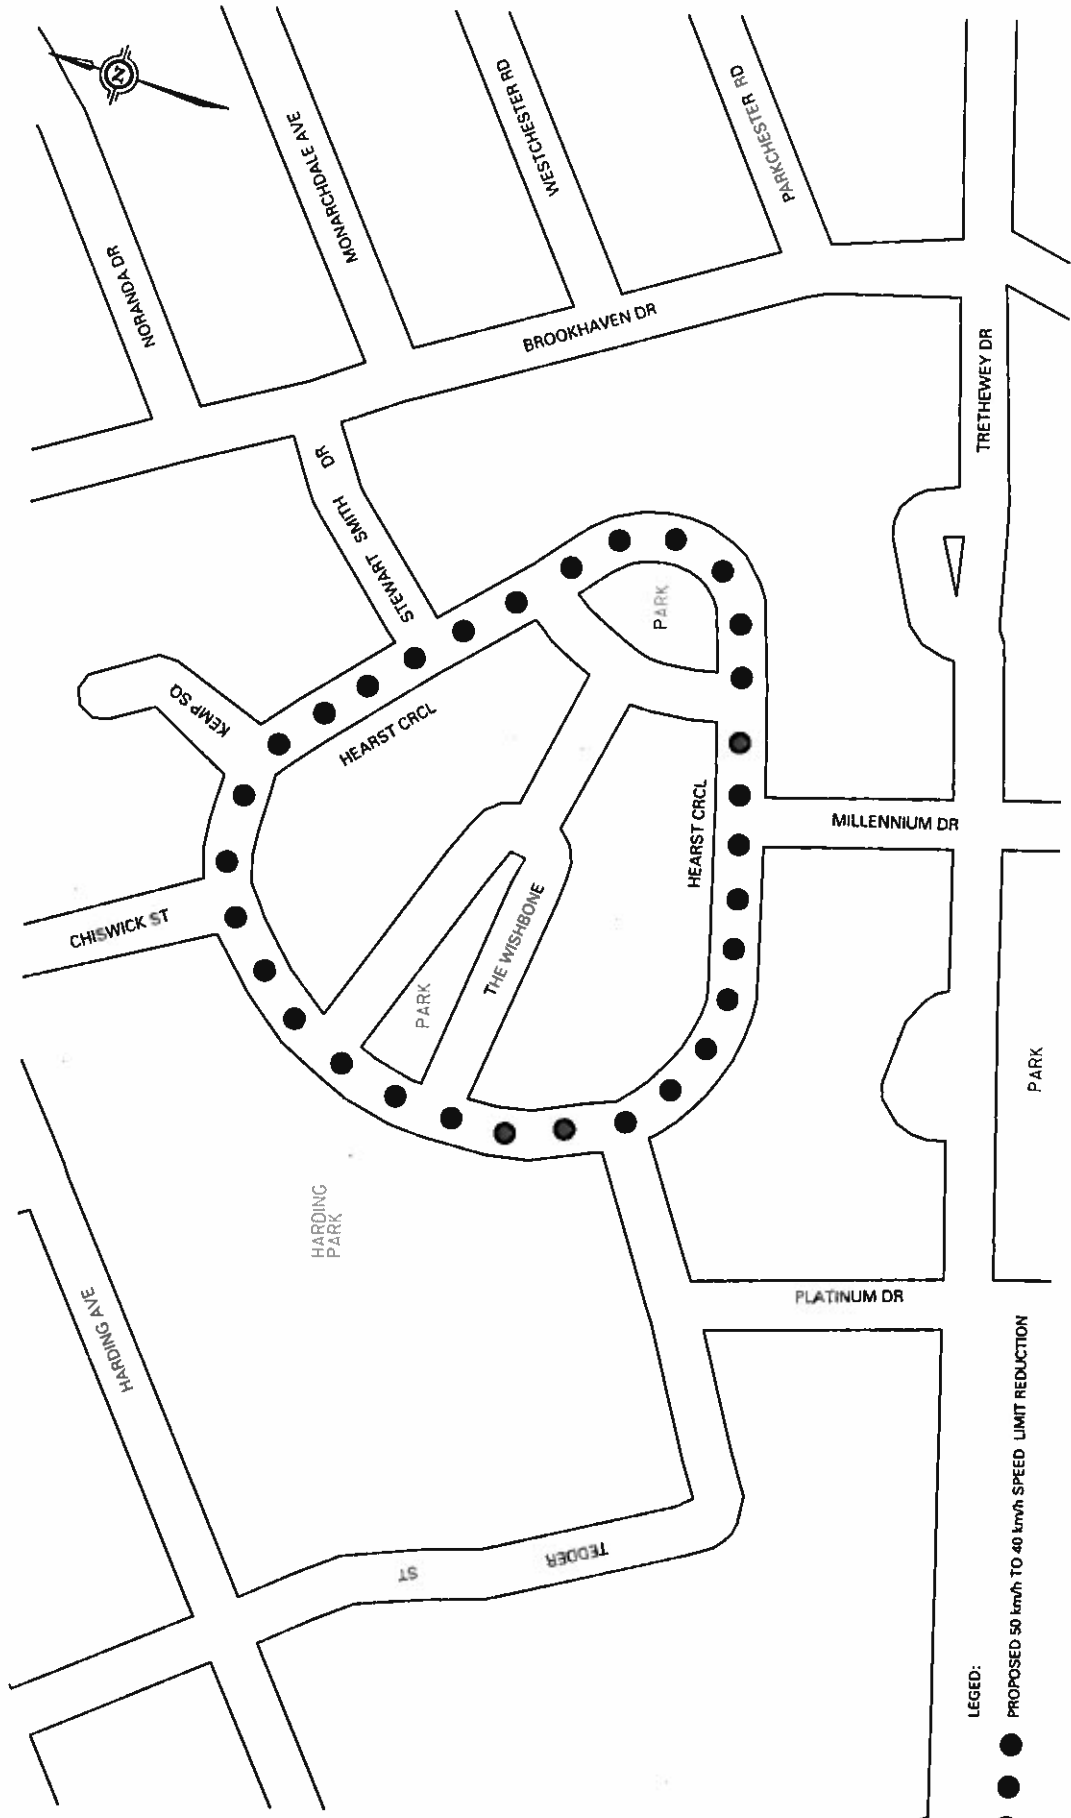 N
NORANDA DR
MONARCHDALE AVE
WESTCHESTER RD
PARKCHESTER RD
BROOKHAVEN DR
TRETHEWEY DR
STEWART SMITH DR
KEMP SQ
HEARST CRCL
PARK
CHISWICK ST
HEARST CRCL
MILLENNIUM DR
THE WISHBONE
PARK
PARK
HARDING
PARK
HARDING AVE
PLATINUM DR
TEDDER ST
LEGED:
PROPOSED 50 km/h TO 40 km/h SPEED LIMIT REDUCTION